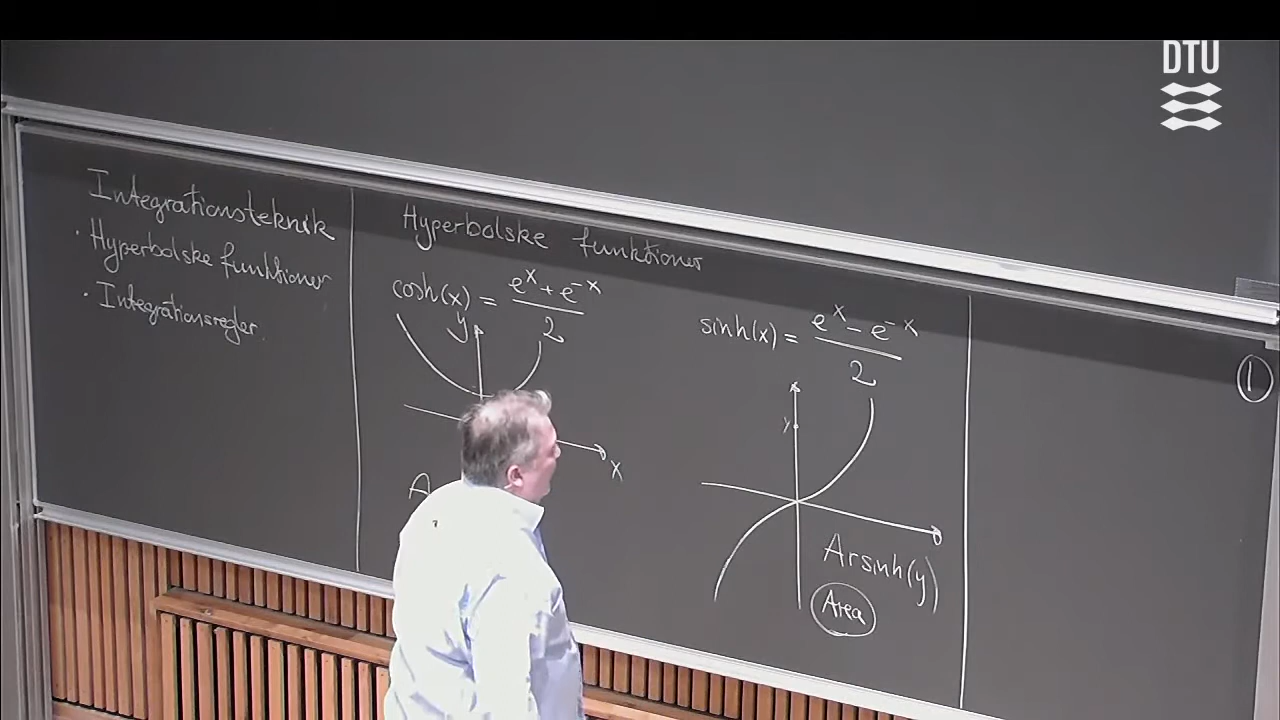 DTU
Integrationsteknik
· Hyperbolske funktioner
· Integrationsregler
Hyperbolske funktioner
cosh(x) = (e^x + e^-x)/2
y
x
A
sinh(x) = (e^x - e^-x)/2
y
Arsinh(y)
Area
1